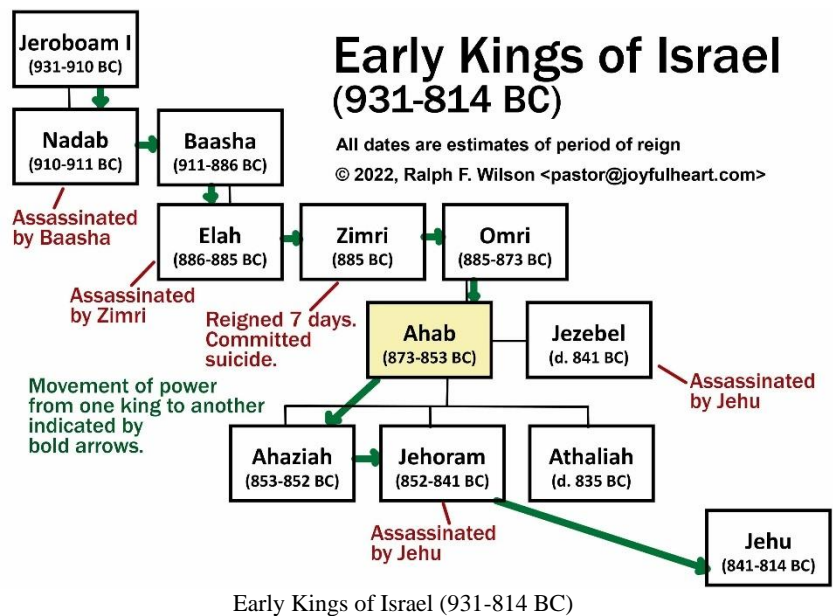 Early Kings of Israel
(931-814 BC)
All dates are estimates of period of reign
© 2022, Ralph F. Wilson <pastor@joyfulheart.com>
Jeroboam I
(931-910 BC)
Nadab
(910-911 BC)
Baasha
(911-886 BC)
Assassinated
by Baasha
Elah
(886-885 BC)
Zimri
(885 BC)
Omri
(885-873 BC)
Assassinated
by Zimri
Reigned 7 days.
Committed
suicide.
Ahab
(873-853 BC)
Jezebel
(d. 841 BC)
Assassinated
by Jehu
Movement of power
from one king to another
indicated by
bold arrows.
Ahaziah
(853-852 BC)
Jehoram
(852-841 BC)
Athaliah
(d. 835 BC)
Assassinated
by Jehu
Jehu
(841-814 BC)
Early Kings of Israel (931-814 BC)